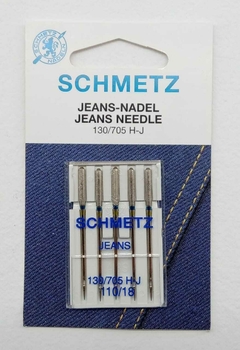 SCHMETZ
JEANS-NADEL
JEANS NEEDLE
130/705 H-J
SCHMETZ
JEANS
130/705 H-J
110/18